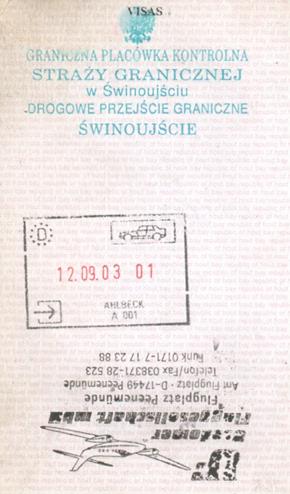 VISAS
GRANICZNA PLACÓWKA KONTROLNA
STRAŻY GRANICZNEJ
w Świnoujściu
DROGOWE PRZEJŚCIE GRANICZNE
ŚWINOUJŚCIE
D
12.09.03 01
AHLBECK
A 001
Fluggesellschaft mbH
Flugplatz Peenemünde
Am Flugplatz · D-17449 Peenemünde
Telefon/Fax 038371-28 523
Funk 0171-7 17 23 88